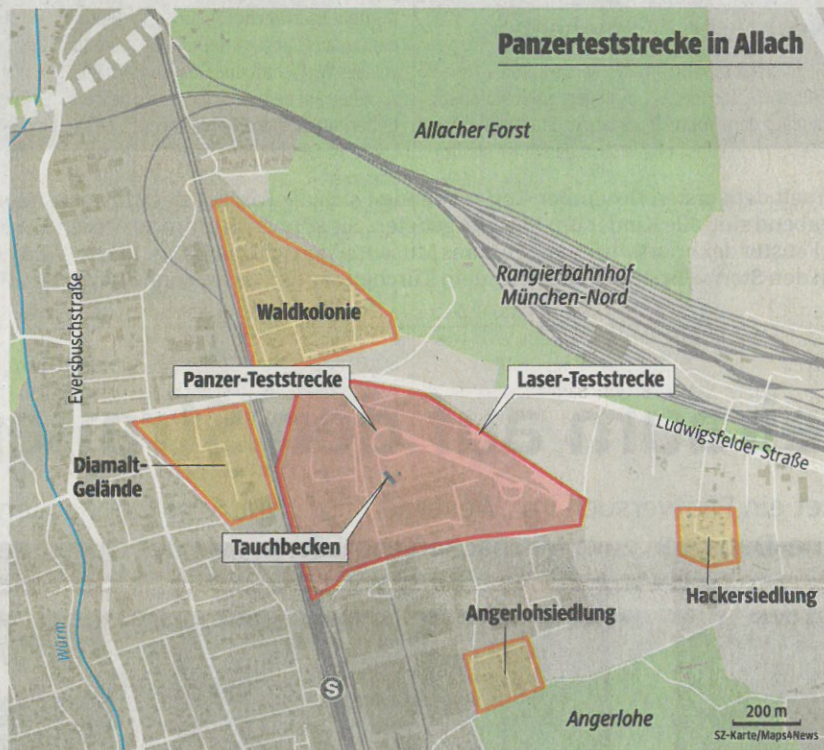 Panzerteststrecke in Allach
Allacher Forst
Rangierbahnhof
München-Nord
Waldkolonie
Eversbuschstraße
Panzer-Teststrecke
Laser-Teststrecke
Ludwigsfelder Straße
Diamalt-
Gelände
Tauchbecken
Hackersiedlung
Angerlohsiedlung
Würm
S
Angerlohe
200 m
SZ-Karte/Maps4News